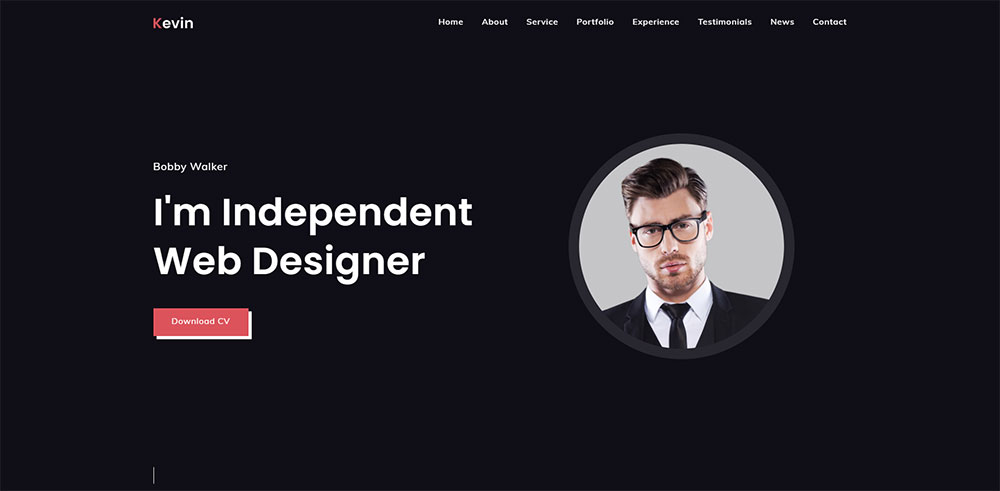 Kevin
Home About Service Portfolio Experience Testimonials News Contact
Bobby Walker
I'm Independent
Web Designer
Download CV